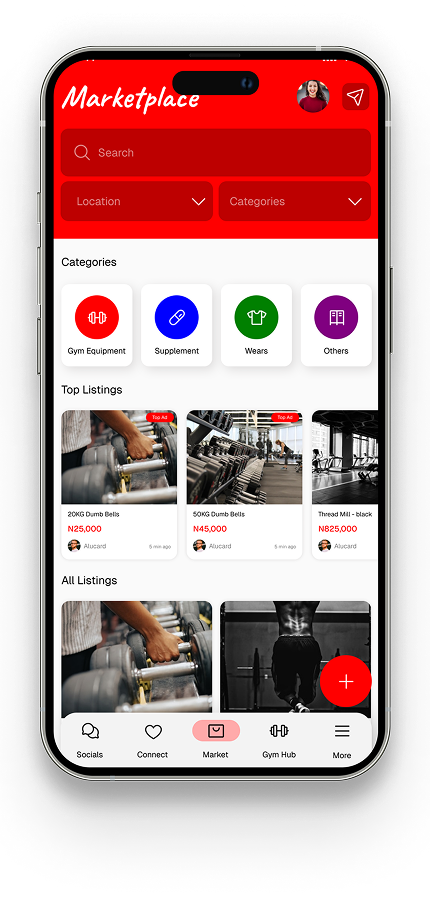 Marketplace
Search
Location
Categories
Categories
Gym Equipment
Supplement
Wears
Others
Top Listings
Top Ad
Top Ad
20KG Dumb Bells
50KG Dumb Bells
Thread Mill - black
N25,000
N45,000
N825,000
Alucard
5 min ago
Alucard
5 min ago
Alucard
All Listings
Socials
Connect
Market
Gym Hub
More